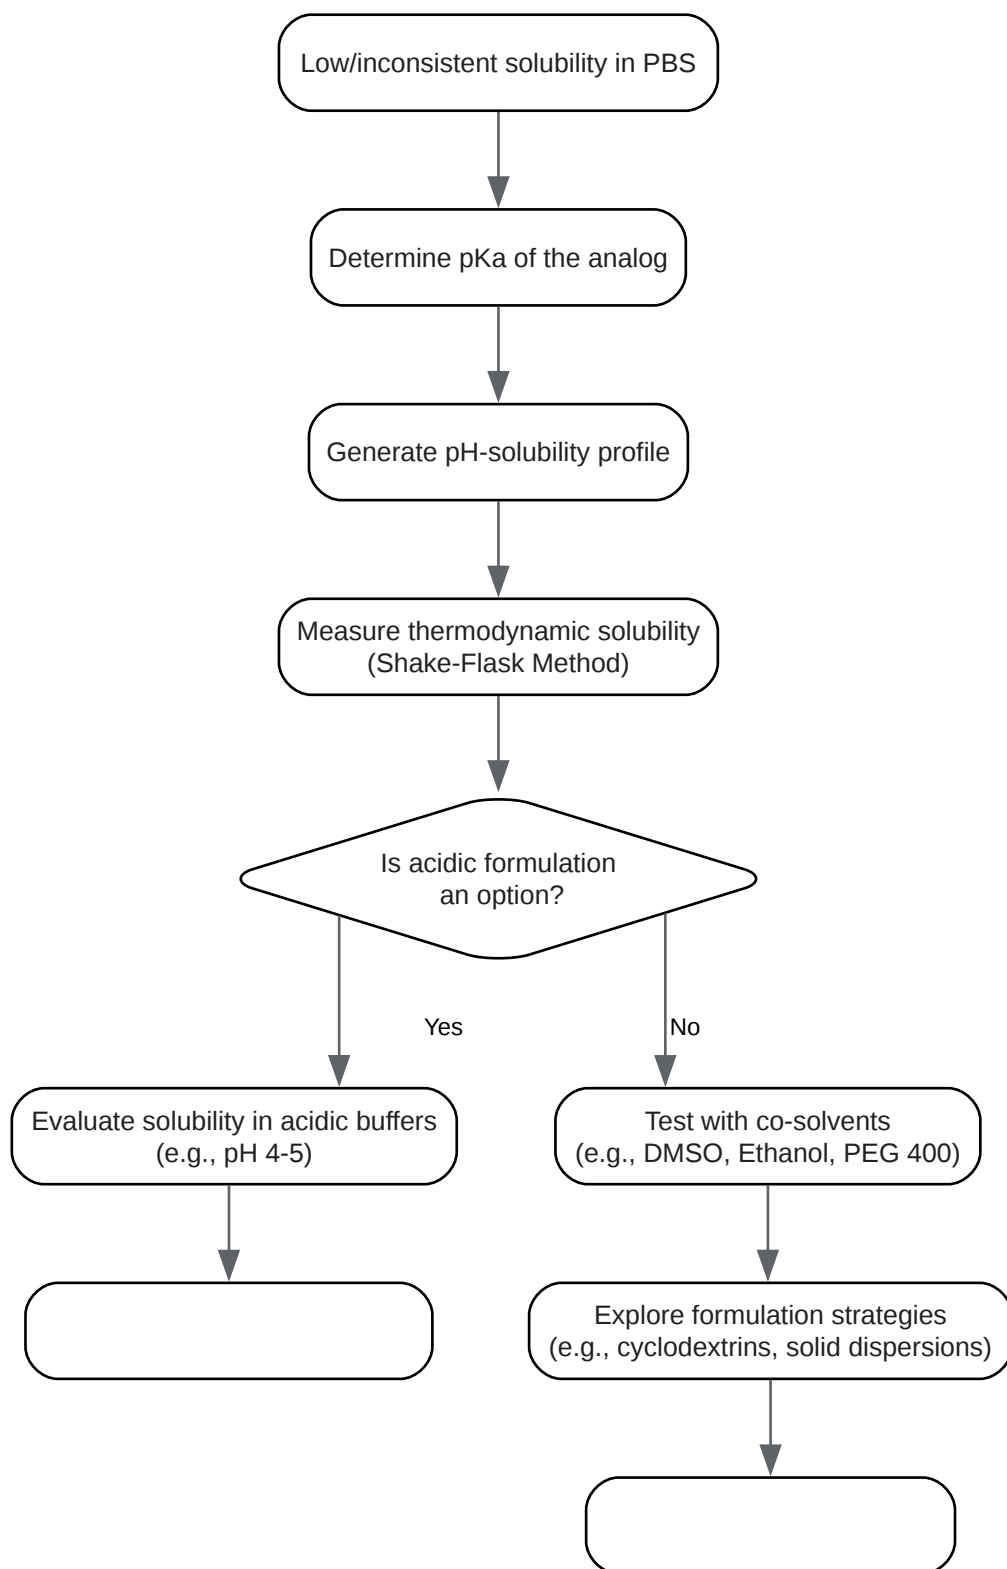 Low/inconsistent solubility in PBS
Determine pKa of the analog
Generate pH-solubility profile
Measure thermodynamic solubility
(Shake-Flask Method)
Is acidic formulation
an option?
Yes
No
Evaluate solubility in acidic buffers
(e.g., pH 4-5)
Test with co-solvents
(e.g., DMSO, Ethanol, PEG 400)
Explore formulation strategies
(e.g., cyclodextrins, solid dispersions)